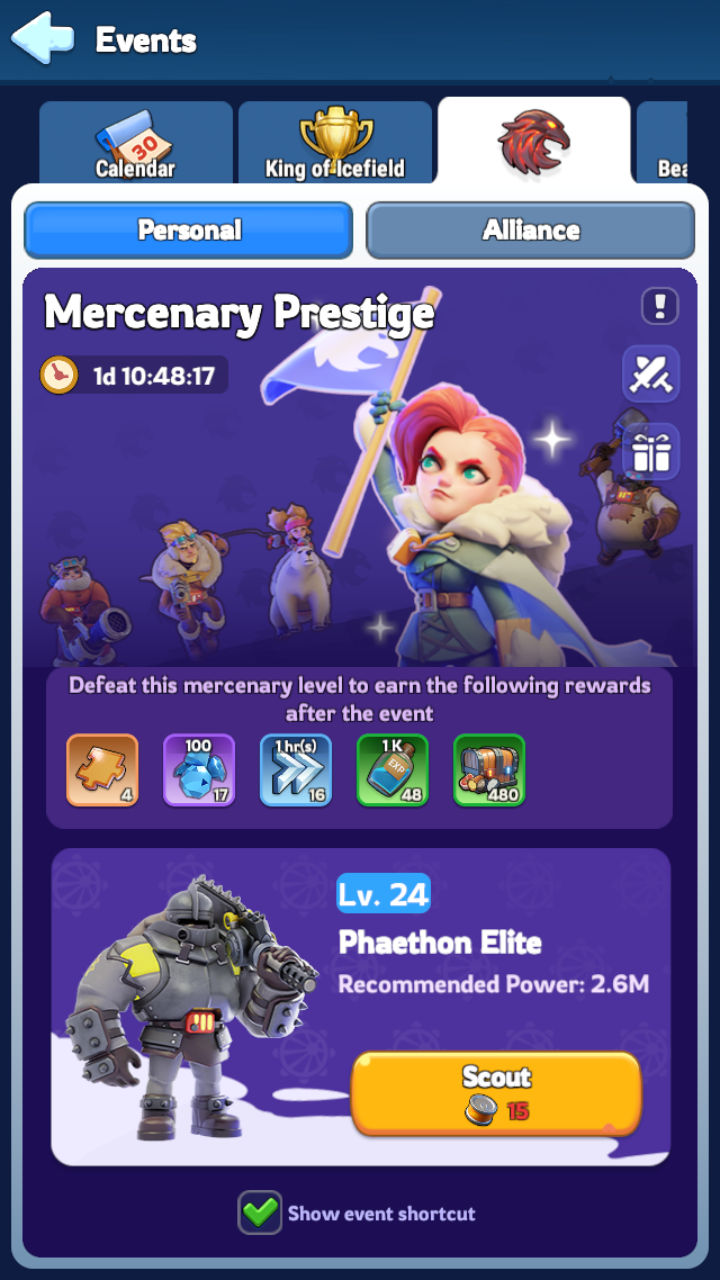 Events
30
Calendar
King of Icefield
Bea
Personal
Alliance
Mercenary Prestige
!
1d 10:48:17
Defeat this mercenary level to earn the following rewards
after the event
4
100
17
1 hr(s)
16
1 K
EXP
48
480
Lv. 24
Phaethon Elite
Recommended Power: 2.6M
Scout
15
Show event shortcut